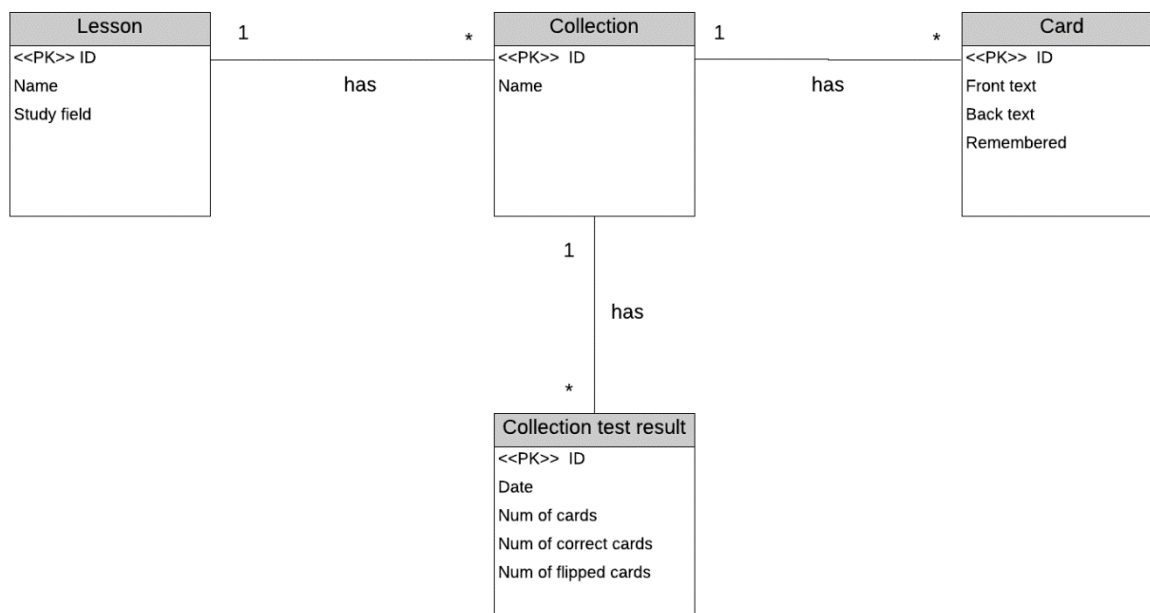 Lesson
<<PK>> ID
Name
Study field
1
*
has
Collection
<<PK>> ID
Name
1
*
has
Card
<<PK>> ID
Front text
Back text
Remembered
1
has
*
Collection test result
<<PK>> ID
Date
Num of cards
Num of correct cards
Num of flipped cards